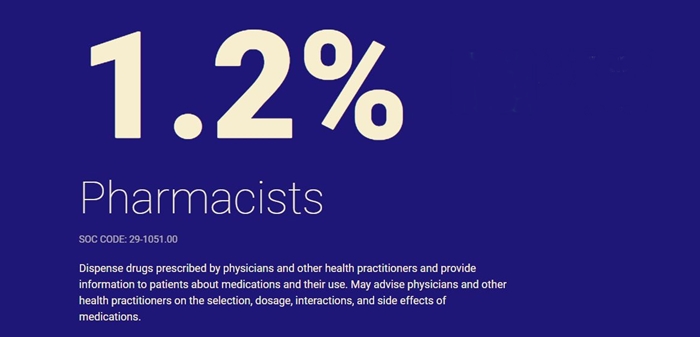 1.2%
Pharmacists
SOC CODE: 29-1051.00
Dispense drugs prescribed by physicians and other health practitioners and provide
information to patients about medications and their use. May advise physicians and other
health practitioners on the selection, dosage, interactions, and side effects of
medications.